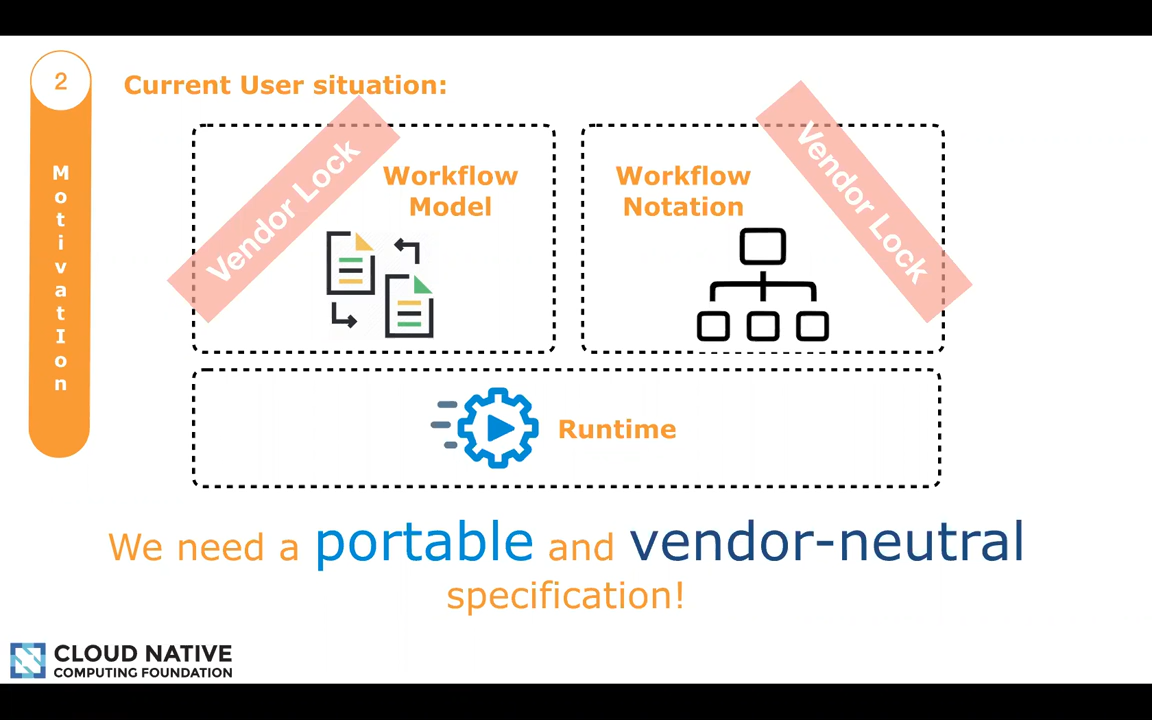 2
MotivatIon
Current User situation:
Vendor Lock
Workflow
Model
Workflow
Notation
Vendor Lock
Runtime
We need a portable and vendor-neutral
specification!
CLOUD NATIVE
COMPUTING FOUNDATION